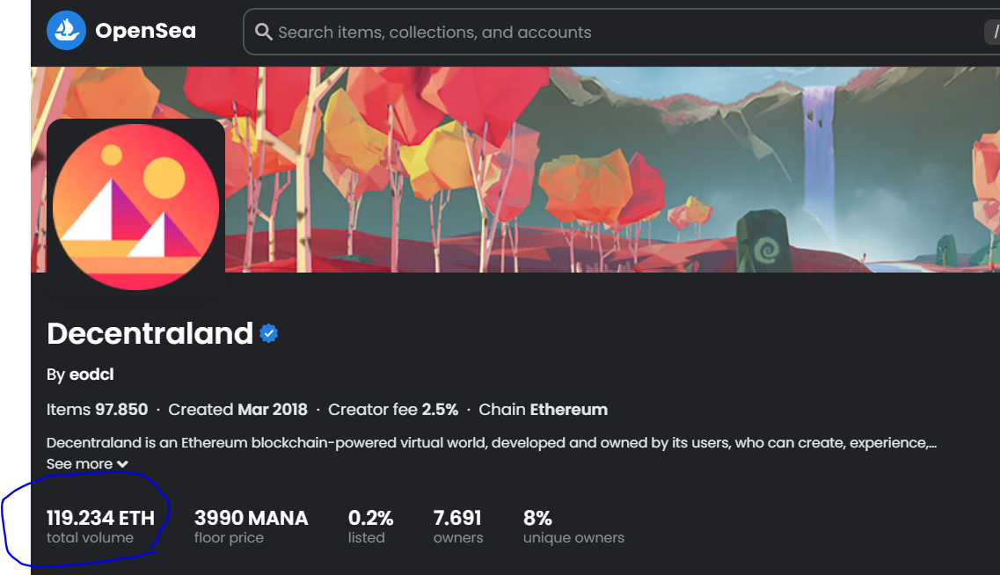 OpenSea
Search items, collections, and accounts
/
Decentraland
By eodcl
Items 97.850 · Created Mar 2018 · Creator fee 2.5% · Chain Ethereum
Decentraland is an Ethereum blockchain-powered virtual world, developed and owned by its users, who can create, experience,...
See more
119.234 ETH 3990 MANA 0.2% 7.691 8%
total volume floor price listed owners unique owners